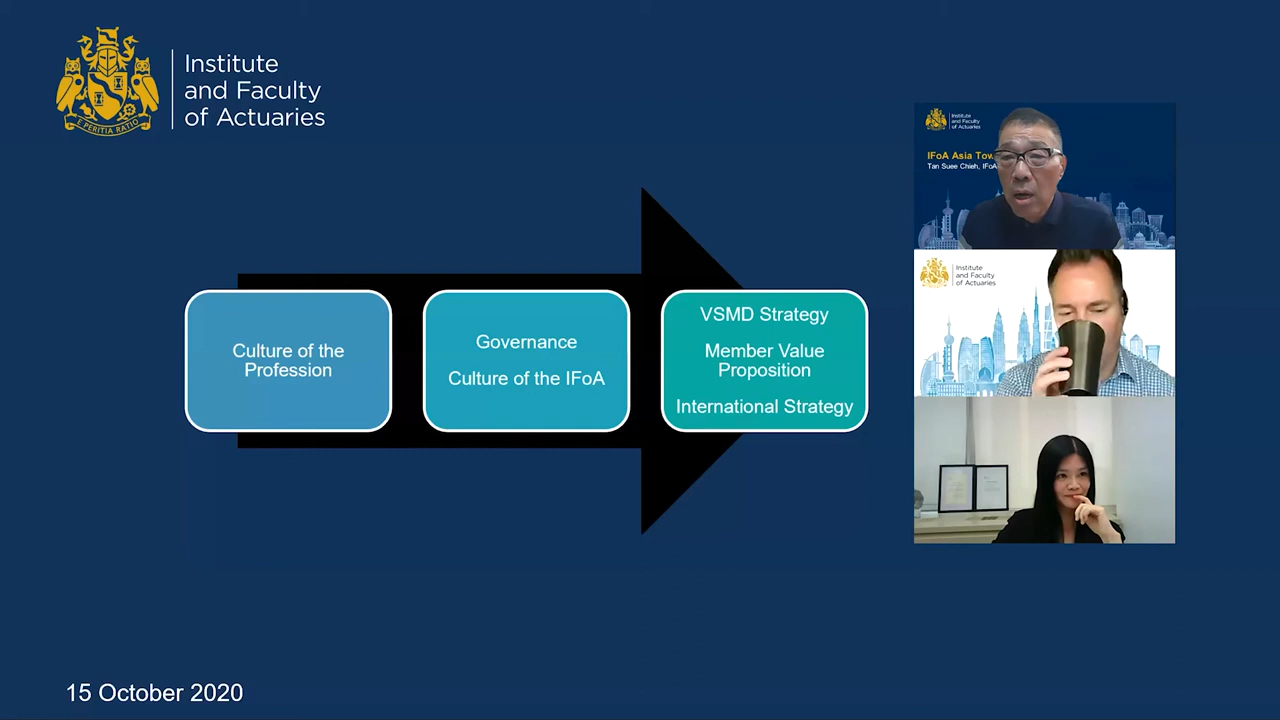 Institute
and Faculty
of Actuaries
E PERITIA RATIO
Institute
and Faculty
of Actuaries
IFoA Asia Tow
Tan Suee Chieh, IFoA
Institute
and Faculty
of Actuaries
Culture of the
Profession
Governance
Culture of the IFoA
VSMD Strategy
Member Value
Proposition
International Strategy
15 October 2020